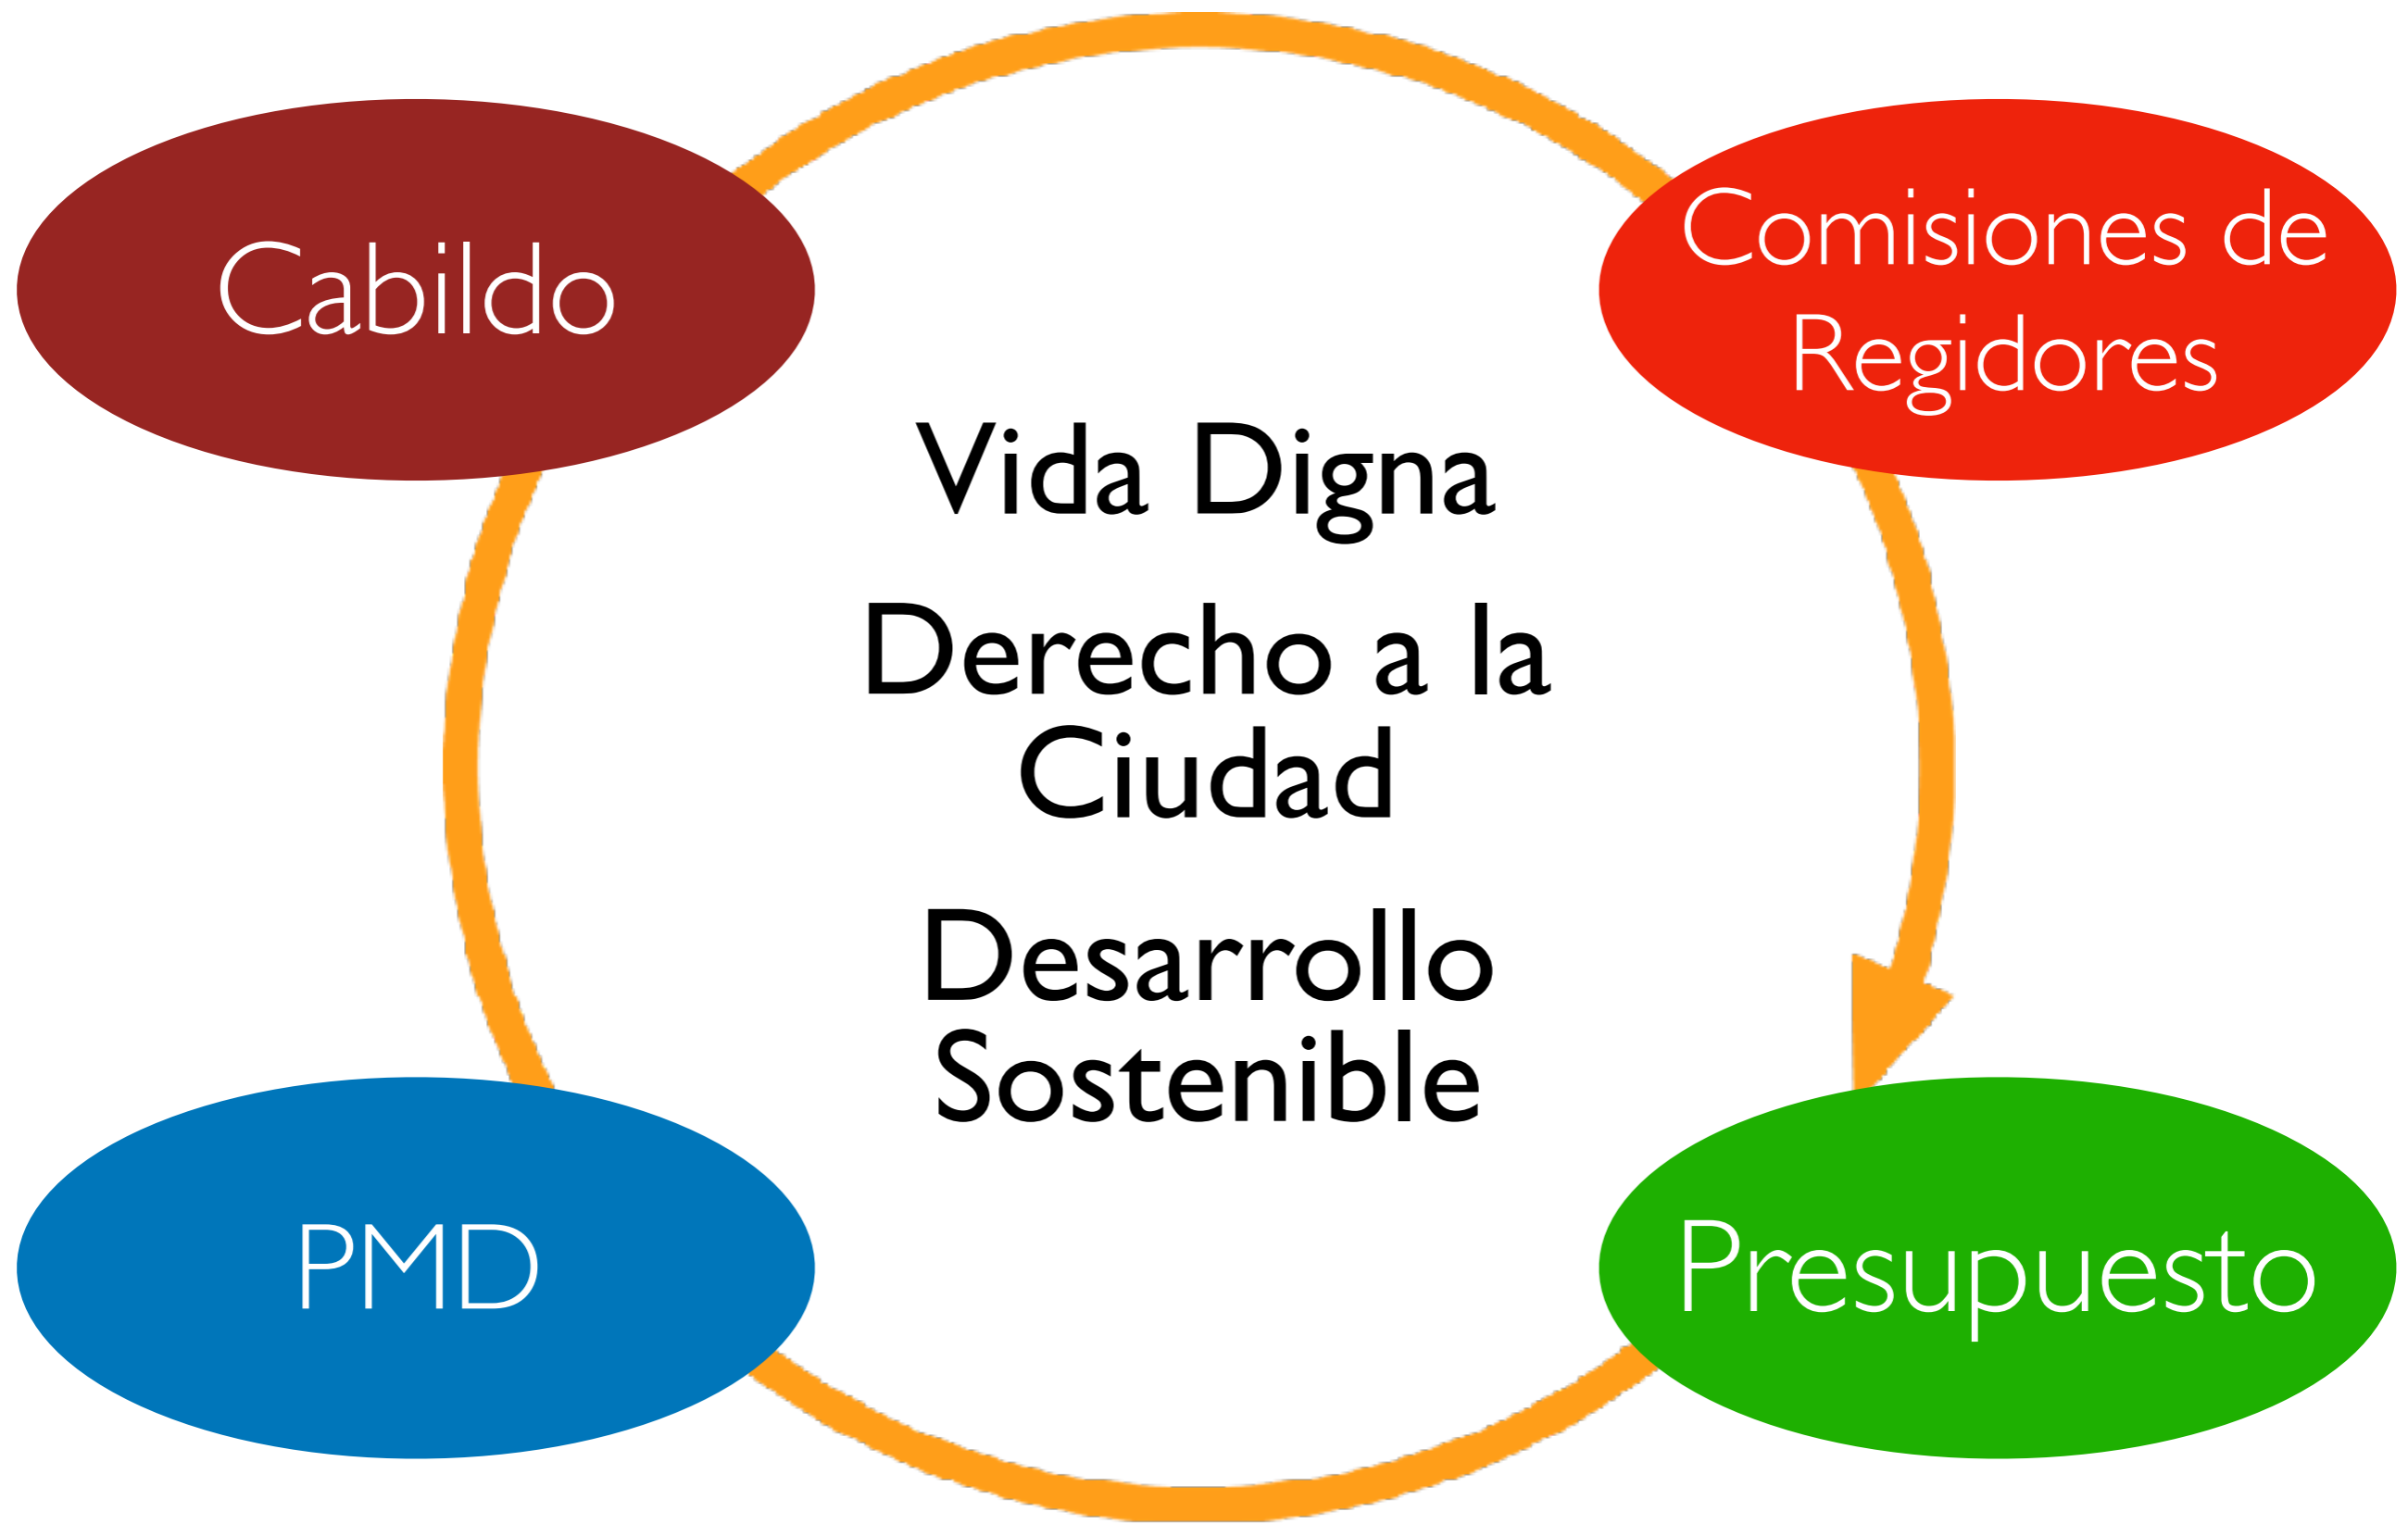 Cabildo
Comisiones de
Regidores
Vida Digna
Derecho a la
Ciudad
Desarrollo
Sostenible
PMD
Presupuesto